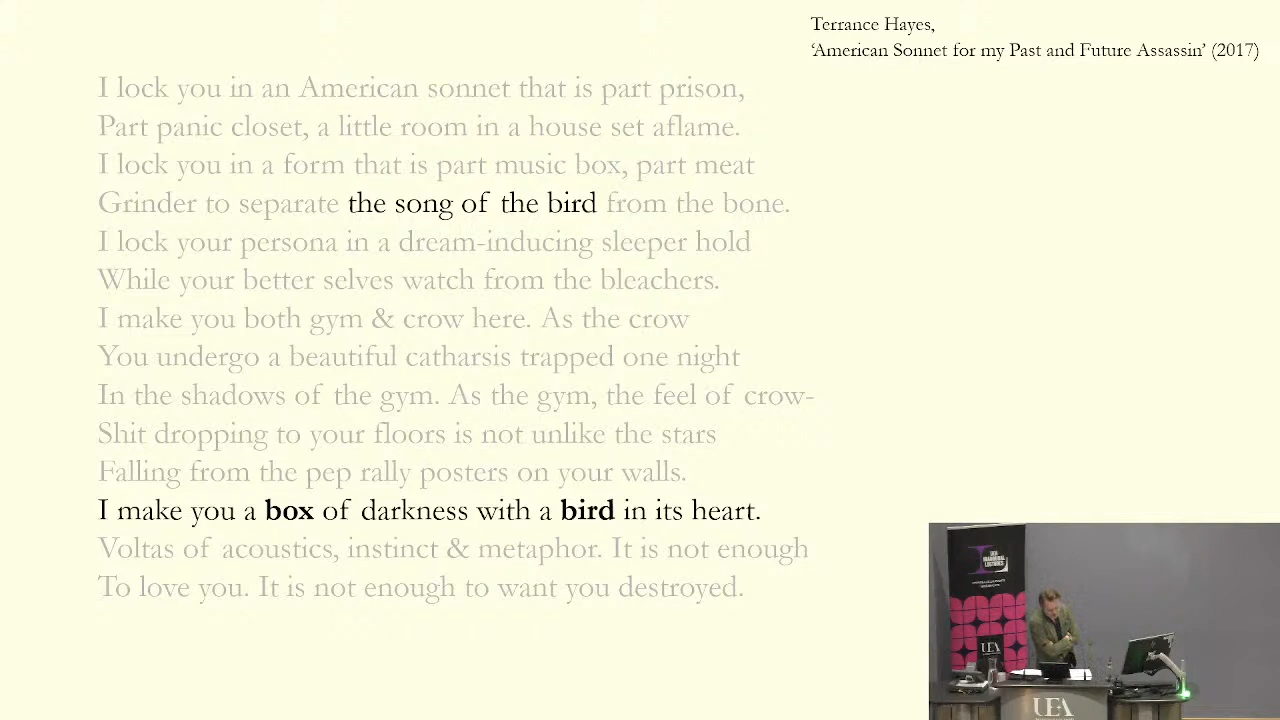 Terrance Hayes,
‘American Sonnet for my Past and Future Assassin’ (2017)
I lock you in an American sonnet that is part prison,
Part panic closet, a little room in a house set aflame.
I lock you in a form that is part music box, part meat
Grinder to separate the song of the bird from the bone.
I lock your persona in a dream-inducing sleeper hold
While your better selves watch from the bleachers.
I make you both gym & crow here. As the crow
You undergo a beautiful catharsis trapped one night
In the shadows of the gym. As the gym, the feel of crow-
Shit dropping to your floors is not unlike the stars
Falling from the pep rally posters on your walls.
I make you a box of darkness with a bird in its heart.
Voltas of acoustics, instinct & metaphor. It is not enough
To love you. It is not enough to want you destroyed.
INAUGURAL
LECTURES
UEA
UEA